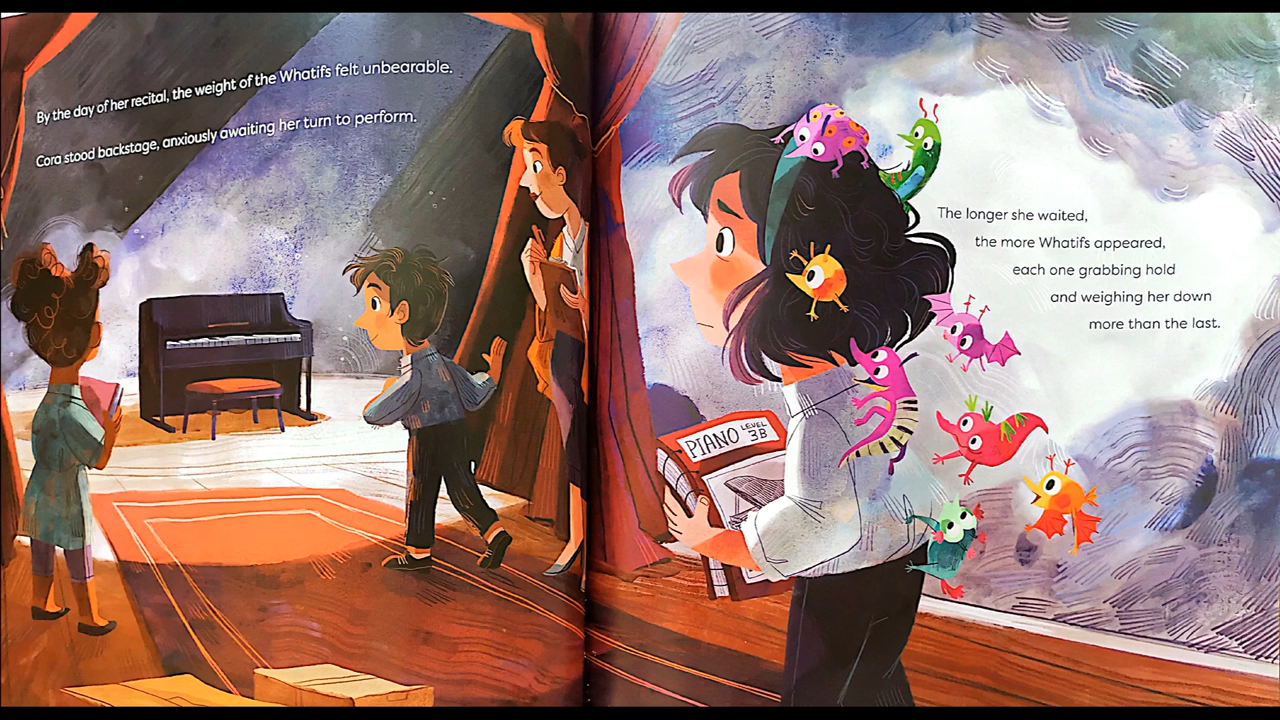 By the day of her recital, the weight of the Whatifs felt unbearable.
Cora stood backstage, anxiously awaiting her turn to perform.
PIANO LEVEL 3B
The longer she waited,
the more Whatifs appeared,
each one grabbing hold
and weighing her down
more than the last.